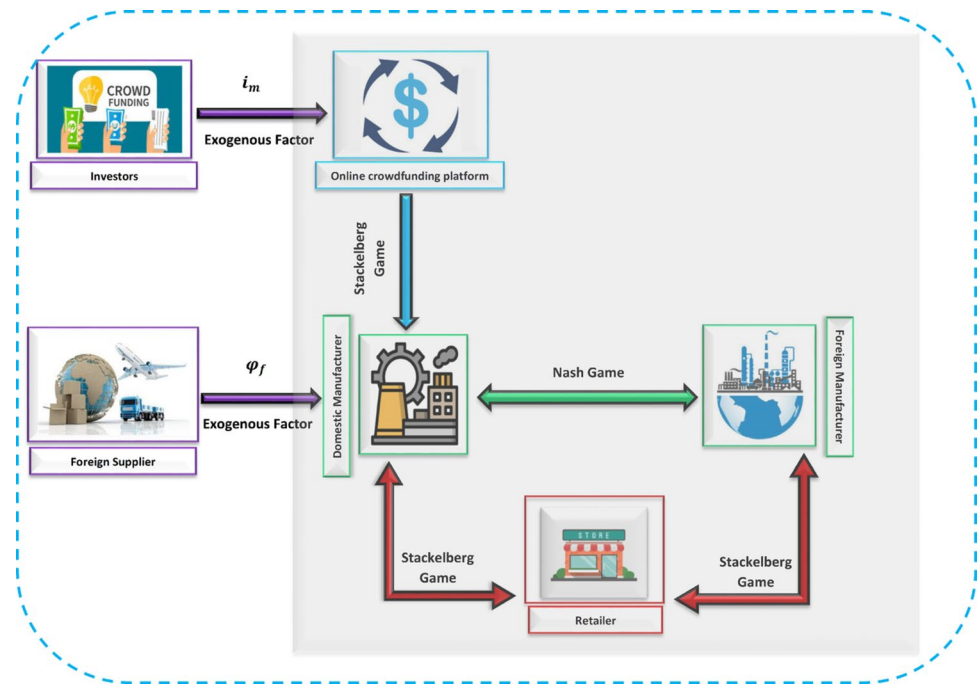 CROWD
FUNDING
i_m
Exogenous Factor
$
Investors
Online crowdfunding platform
Stackelberg
Game
Domestic Manufacturer
Foreign Manufacturer
φ_f
Exogenous Factor
Nash Game
Foreign Supplier
Stackelberg
Game
STORE
Stackelberg
Game
Retailer